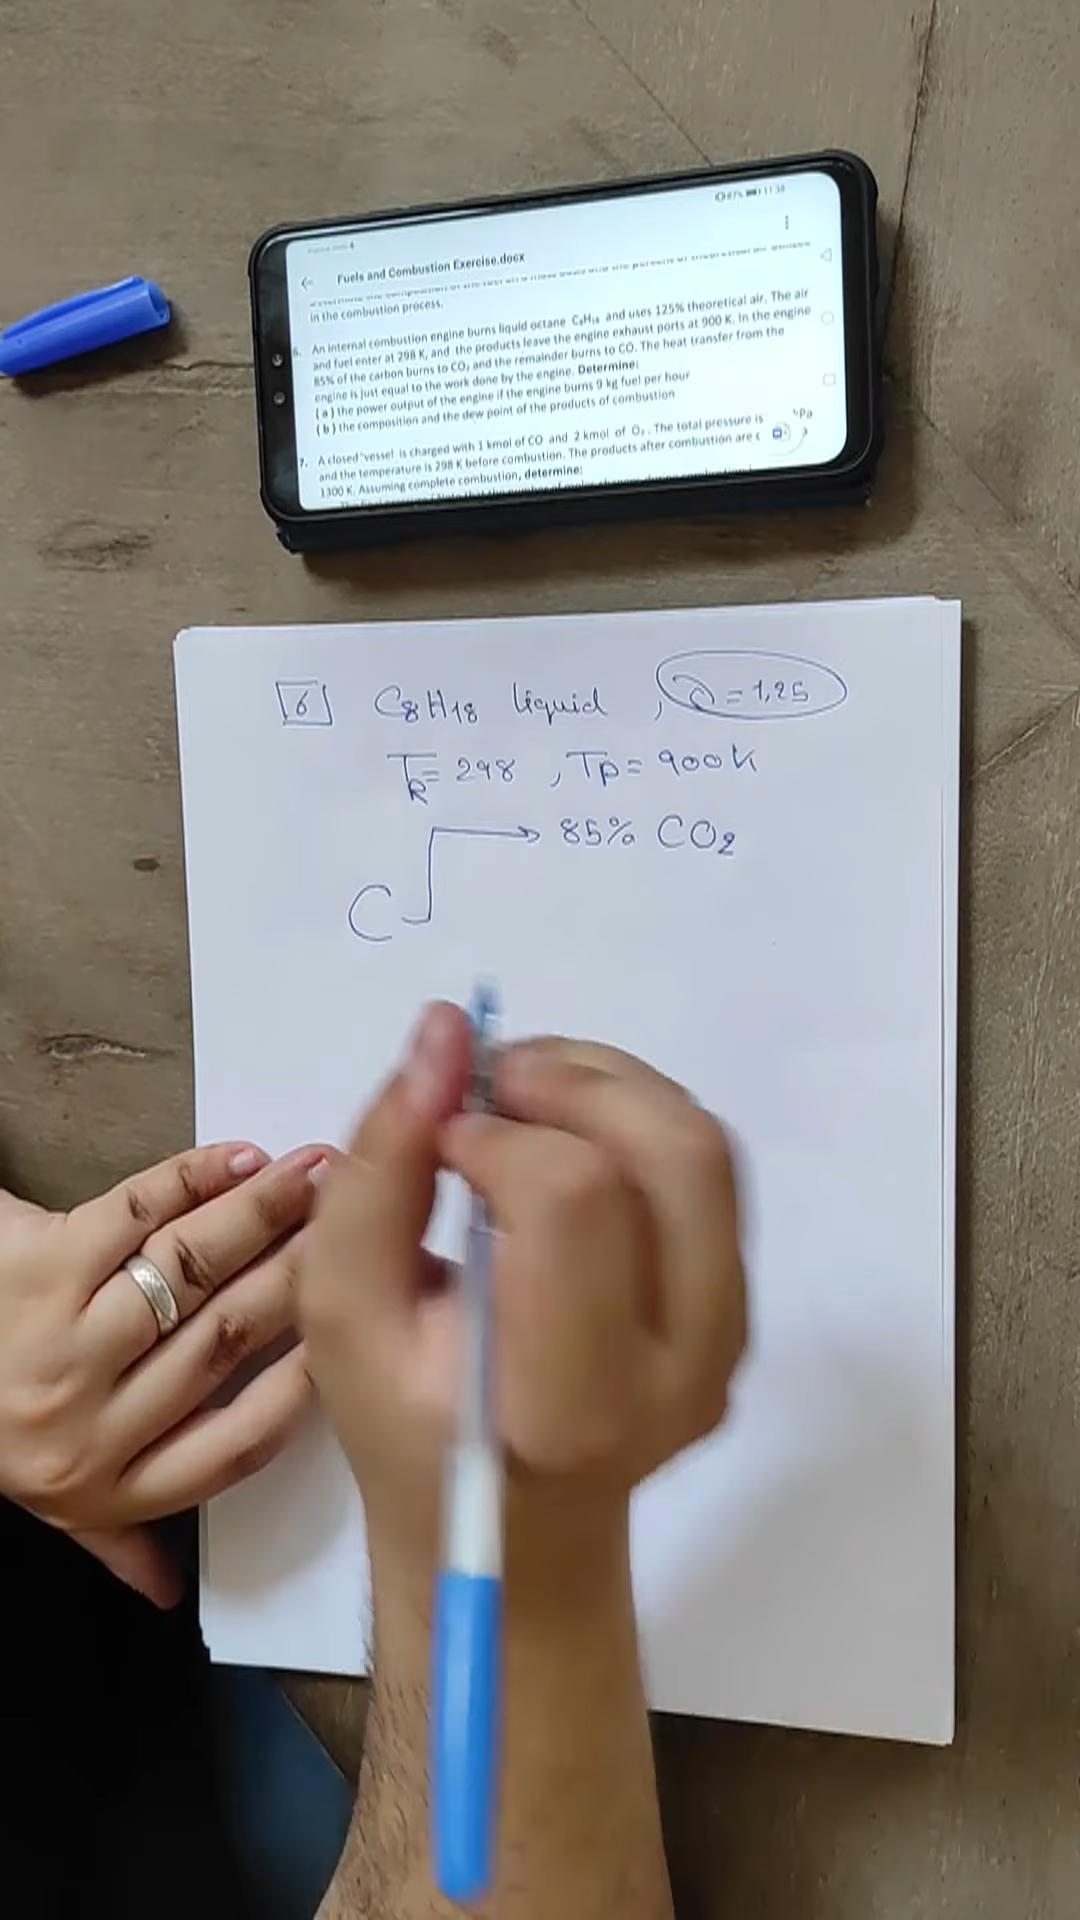 87% 11:38
Fuels and Combustion Exercise.docx
in the combustion process.
6. An internal combustion engine burns liquid octane C₈H₁₈ and uses 125% theoretical air. The air
and fuel enter at 298 K, and the products leave the engine exhaust ports at 900 K. In the engine
85% of the carbon burns to CO₂ and the remainder burns to CO. The heat transfer from the
engine is just equal to the work done by the engine. Determine:
(a) the power output of the engine if the engine burns 9 kg fuel per hour
(b) the composition and the dew point of the products of combustion
7. A closed vessel is charged with 1 kmol of CO and 2 kmol of O₂. The total pressure is kPa
and the temperature is 298 K before combustion. The products after combustion are
1300 K. Assuming complete combustion, determine:
6 C8H18 liquid , = 1,25
TR = 298 , Tp = 900K
85% CO2
C